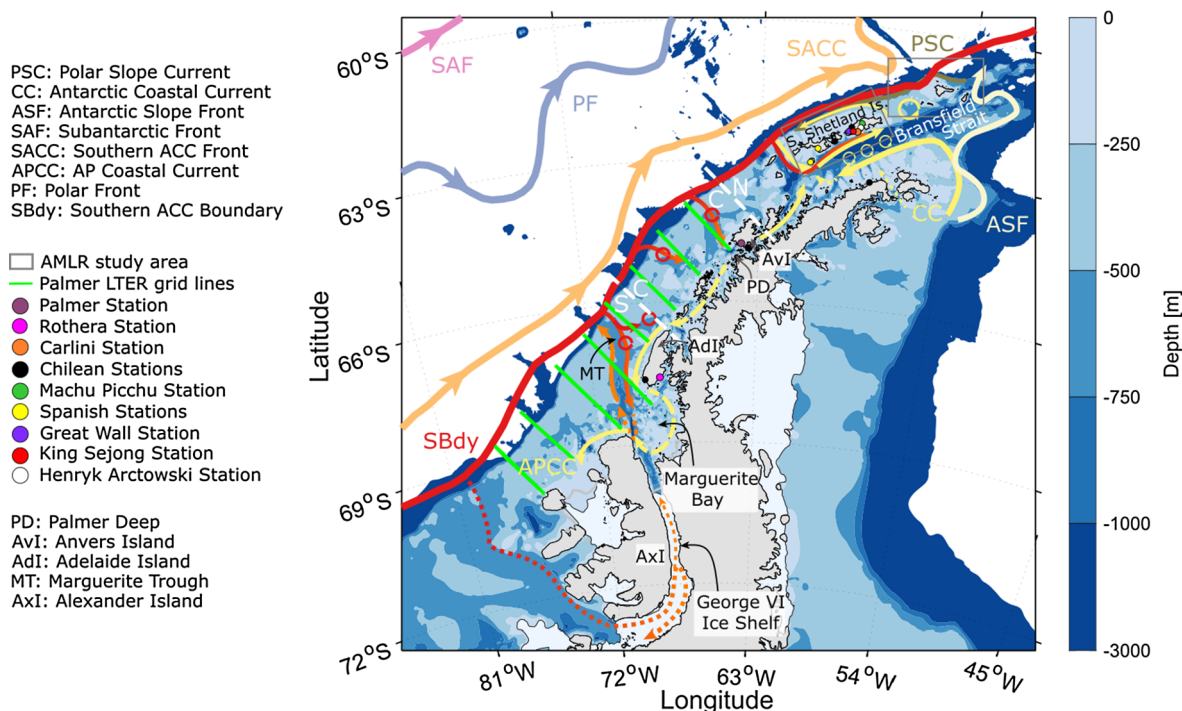 PSC: Polar Slope Current
CC: Antarctic Coastal Current
ASF: Antarctic Slope Front
SAF: Subantarctic Front
SACC: Southern ACC Front
APCC: AP Coastal Current
PF: Polar Front
SBdy: Southern ACC Boundary
AMLR study area
Palmer LTER grid lines
Palmer Station
Rothera Station
Carlini Station
Chilean Stations
Machu Picchu Station
Spanish Stations
Great Wall Station
King Sejong Station
Henryk Arctowski Station
PD: Palmer Deep
AvI: Anvers Island
AdI: Adelaide Island
MT: Marguerite Trough
AxI: Alexander Island
Latitude
60°S
63°S
66°S
69°S
72°S
SAF
PF
SACC
PSC
S. Shetland Is.
Bransfield
Strait
CC
ASF
N
C
AvI
PD
C
S
AdI
MT
SBdy
APCC
Marguerite
Bay
AxI
George VI
Ice Shelf
81°W
72°W
63°W
54°W
45°W
Longitude
0
-250
-500
-750
-1000
-3000
Depth [m]